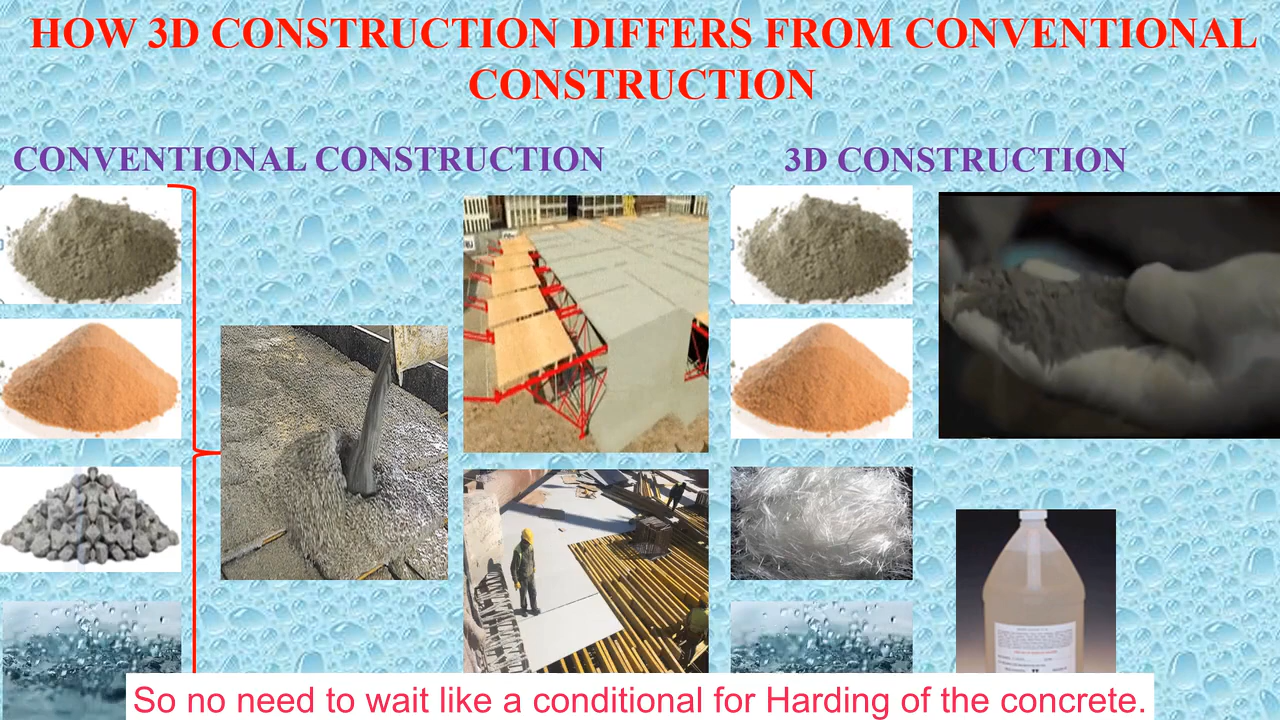 HOW 3D CONSTRUCTION DIFFERS FROM CONVENTIONAL
CONSTRUCTION
CONVENTIONAL CONSTRUCTION
3D CONSTRUCTION
So no need to wait like a conditional for Harding of the concrete.